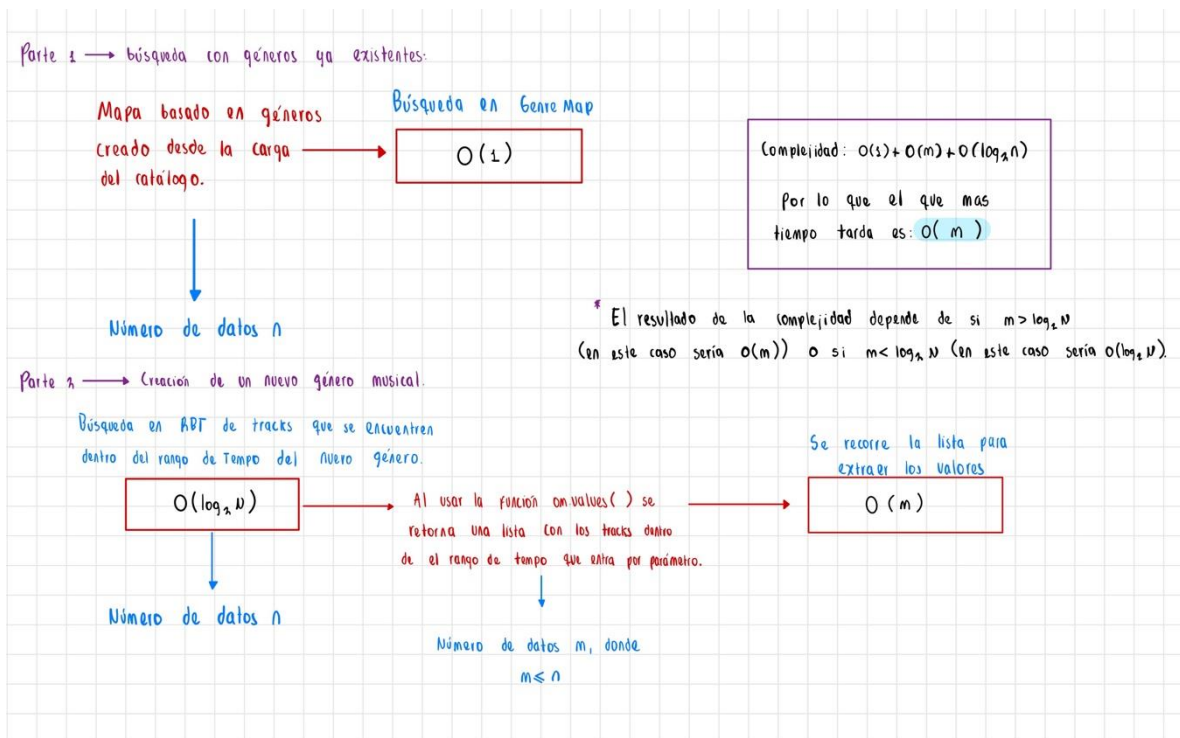 Parte 1 → búsqueda con géneros ya existentes:
Mapa basado en géneros
creado desde la carga
del catálogo.
Búsqueda en Genre Map
O(1)
Complejidad: O(1) + O(m) + O(log₂n)
Por lo que el que mas
tiempo tarda es: O( m )
Número de datos n
* El resultado de la complejidad depende de si m > log₂ N
(en este caso sería O(m)) o si m < log₂ N (en este caso sería O(log₂ N).
Parte 2 → Creación de un nuevo género musical.
Búsqueda en RBT de tracks que se encuentren
dentro del rango de Tempo del nuevo género.
O(log₂ N)
Al usar la función om.values( ) se
retorna una lista con los tracks dentro
de el rango de tempo que entra por parámetro.
Se recorre la lista para
extraer los valores
O (m)
Número de datos n
Número de datos m, donde
m ≤ n